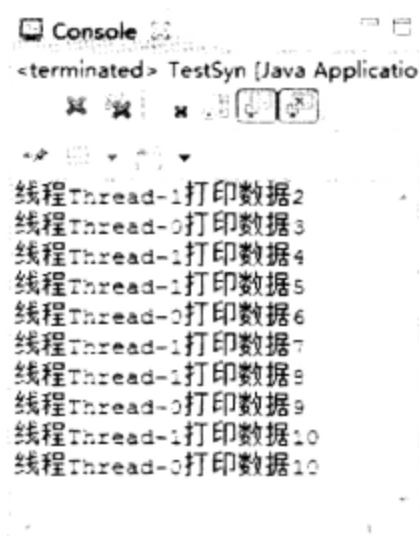 Console
<terminated> TestSyn [Java Applicatio
线程Thread-1打印数据2
线程Thread-0打印数据3
线程Thread-1打印数据4
线程Thread-1打印数据5
线程Thread-0打印数据6
线程Thread-1打印数据7
线程Thread-1打印数据8
线程Thread-0打印数据9
线程Thread-1打印数据10
线程Thread-0打印数据10